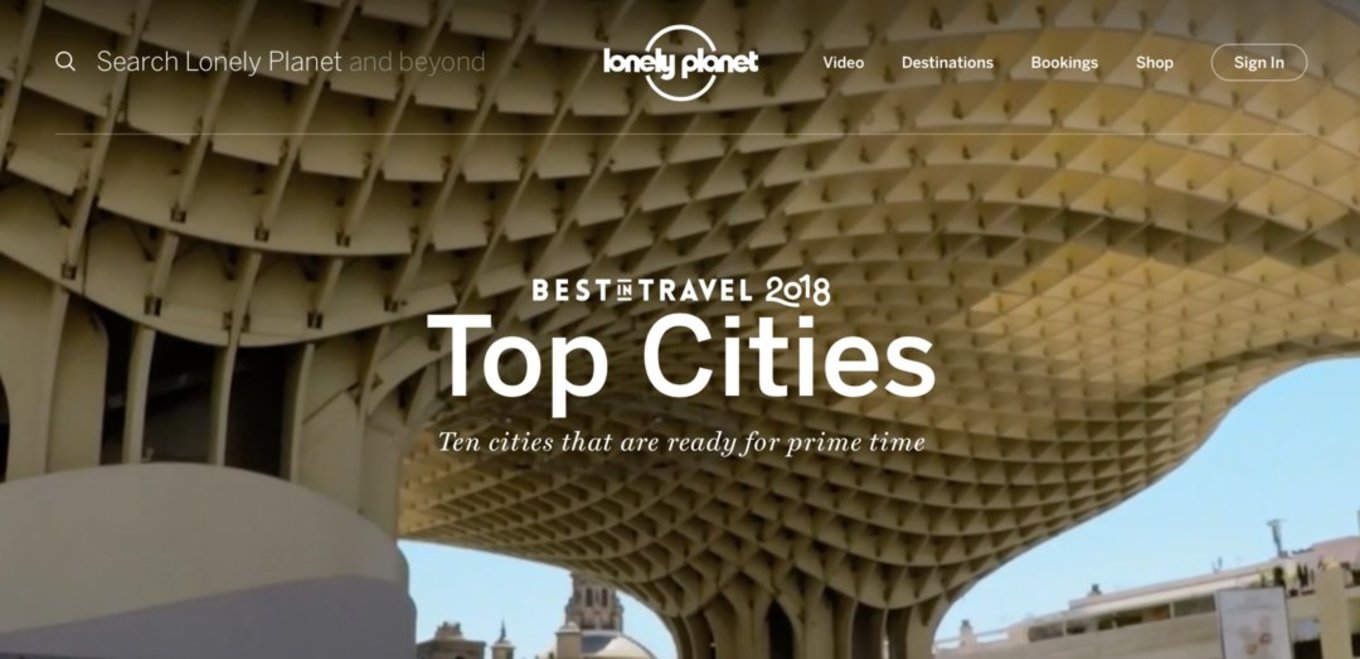 Search Lonely Planet and beyond
lonely planet
Video Destinations Bookings Shop Sign In
BEST IN TRAVEL 2018
Top Cities
Ten cities that are ready for prime time